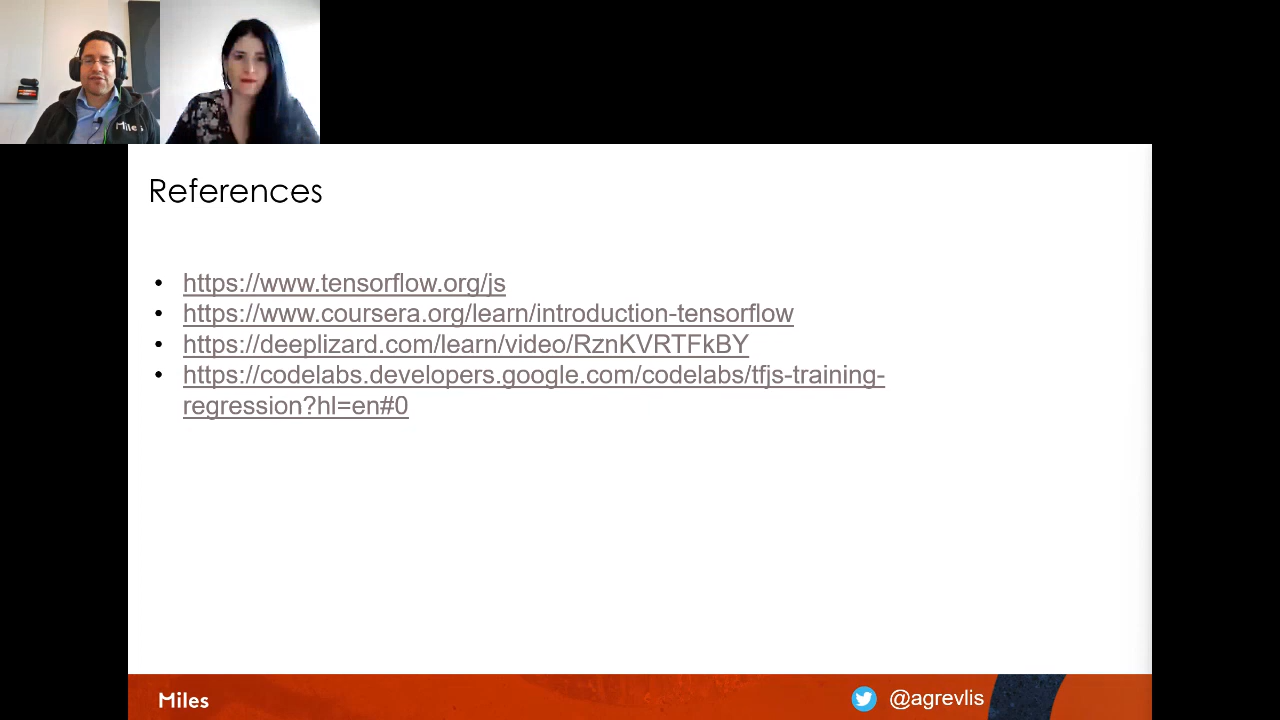 Miles
References
• https://www.tensorflow.org/js
• https://www.coursera.org/learn/introduction-tensorflow
• https://deeplizard.com/learn/video/RznKVRTFkBY
• https://codelabs.developers.google.com/codelabs/tfjs-training-
regression?hl=en#0
Miles
@agrevlis